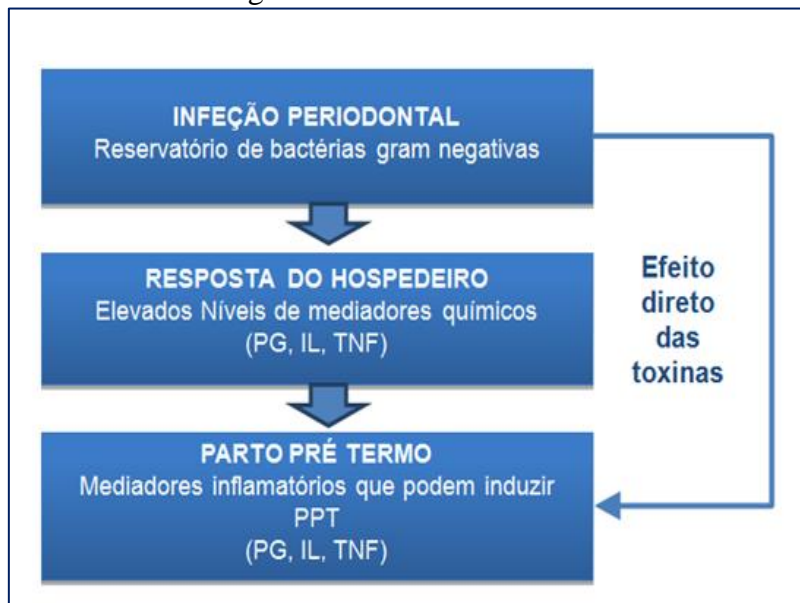 INFEÇÃO PERIODONTAL
Reservatório de bactérias gram negativas
RESPOSTA DO HOSPEDEIRO
Elevados Níveis de mediadores químicos
(PG, IL, TNF)
PARTO PRÉ TERMO
Mediadores inflamatórios que podem induzir
PPT
(PG, IL, TNF)
Efeito
direto
das
toxinas